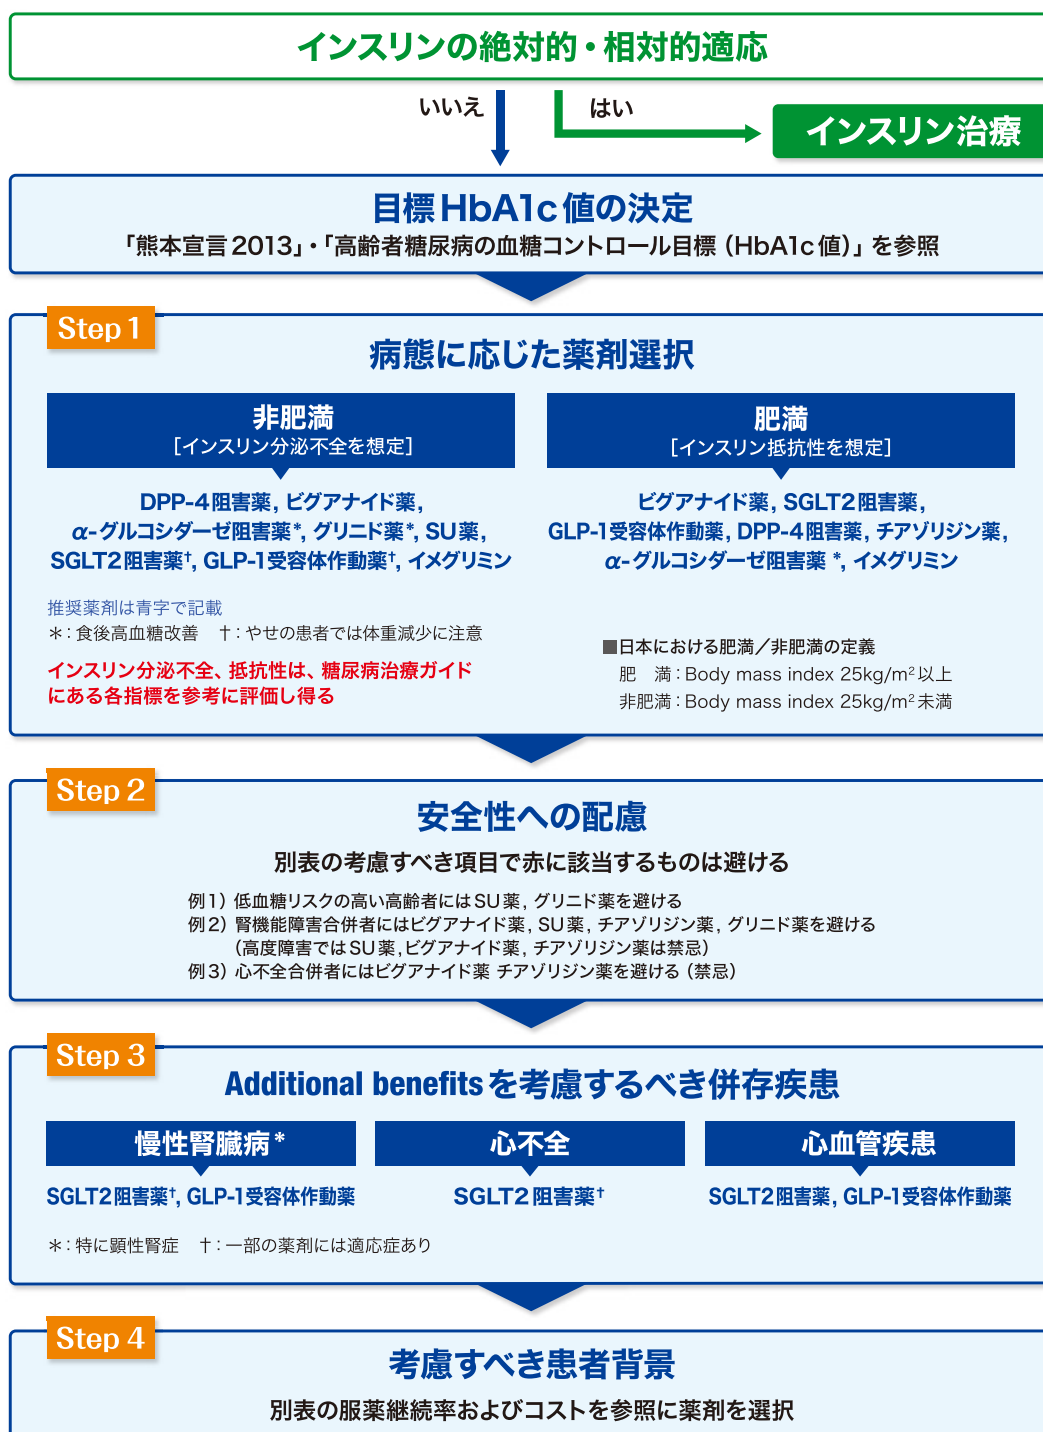 インスリンの絶対的・相対的適応
いいえ
はい
インスリン治療
目標HbA1c値の決定
「熊本宣言2013」・「高齢者糖尿病の血糖コントロール目標（HbA1c値）」を参照
Step 1
病態に応じた薬剤選択
非肥満
［インスリン分泌不全を想定］
DPP-4阻害薬, ビグアナイド薬,
α-グルコシダーゼ阻害薬*, グリニド薬*, SU薬,
SGLT2阻害薬†, GLP-1受容体作動薬†, イメグリミン
肥満
［インスリン抵抗性を想定］
ビグアナイド薬, SGLT2阻害薬,
GLP-1受容体作動薬, DPP-4阻害薬, チアゾリジン薬,
α-グルコシダーゼ阻害薬 *, イメグリミン
推奨薬剤は青字で記載
＊：食後高血糖改善　†：やせの患者では体重減少に注意
インスリン分泌不全、抵抗性は、糖尿病治療ガイド
にある各指標を参考に評価し得る
■日本における肥満／非肥満の定義
肥　満：Body mass index 25kg/m²以上
非肥満：Body mass index 25kg/m²未満
Step 2
安全性への配慮
別表の考慮すべき項目で赤に該当するものは避ける
例1）低血糖リスクの高い高齢者にはSU薬, グリニド薬を避ける
例2）腎機能障害合併者にはビグアナイド薬, SU薬, チアゾリジン薬, グリニド薬を避ける
（高度障害ではSU薬,ビグアナイド薬, チアゾリジン薬は禁忌）
例3）心不全合併者にはビグアナイド薬 チアゾリジン薬を避ける（禁忌）
Step 3
Additional benefitsを考慮するべき併存疾患
慢性腎臓病*
SGLT2阻害薬†, GLP-1受容体作動薬
心不全
SGLT2阻害薬†
心血管疾患
SGLT2阻害薬, GLP-1受容体作動薬
＊：特に顕性腎症　†：一部の薬剤には適応症あり
Step 4
考慮すべき患者背景
別表の服薬継続率およびコストを参照に薬剤を選択